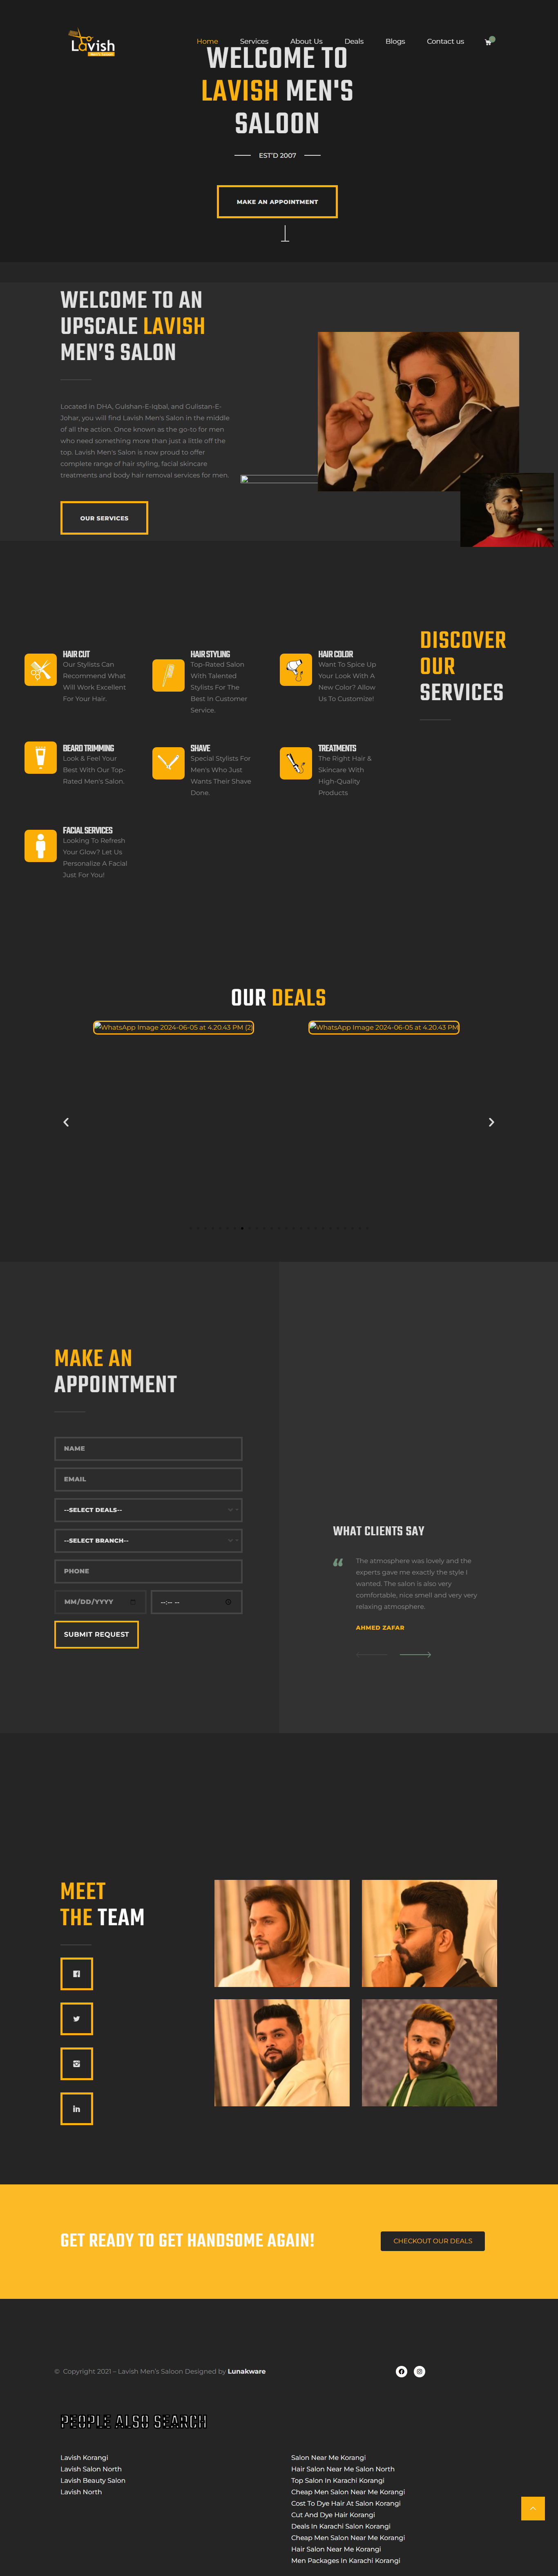 Lavish
Home
Services
About Us
Deals
Blogs
Contact us
WELCOME TO
LAVISH MEN'S
SALOON
EST'D 2007
MAKE AN APPOINTMENT
WELCOME TO AN
UPSCALE LAVISH
MEN'S SALON
Located in DHA, Gulshan-E-Iqbal, and Gulistan-E-
Johar, you will find Lavish Men's Salon in the middle
of all the action. Once known as the go-to for men
who need something more than just a little off the
top. Lavish Men's Salon is now proud to offer
complete range of hair styling, facial skincare
treatments and body hair removal services for men.
OUR SERVICES
DISCOVER
OUR
SERVICES
HAIR CUT
Our Stylists Can
Recommend What
Will Work Excellent
For Your Hair.
HAIR STYLING
Top-Rated Salon
With Talented
Stylists For The
Best In Customer
Service.
HAIR COLOR
Want To Spice Up
Your Look With A
New Color? Allow
Us To Customize!
BEARD TRIMMING
Look & Feel Your
Best With Our Top-
Rated Men's Salon.
SHAVE
Special Stylists For
Men's Who Just
Wants Their Shave
Done.
TREATMENTS
The Right Hair &
Skincare With
High-Quality
Products
FACIAL SERVICES
Looking To Refresh
Your Glow? Let Us
Personalize A Facial
Just For You!
OUR DEALS
WhatsApp Image 2024-06-05 at 4.20.43 PM (2)
WhatsApp Image 2024-06-05 at 4.20.43 PM
MAKE AN
APPOINTMENT
NAME
EMAIL
--SELECT DEALS--
--SELECT BRANCH--
PHONE
MM/DD/YYYY
--:-- --
SUBMIT REQUEST
WHAT CLIENTS SAY
“
The atmosphere was lovely and the
experts gave me exactly the style I
wanted. The salon is also very
comfortable, nice smell and very very
relaxing atmosphere.
AHMED ZAFAR
MEET
THE TEAM
GET READY TO GET HANDSOME AGAIN!
CHECKOUT OUR DEALS
© Copyright 2021 – Lavish Men's Saloon Designed by Lunakware
PEOPLE ALSO SEARCH
Lavish Korangi
Lavish Salon North
Lavish Beauty Salon
Lavish North
Salon Near Me Korangi
Hair Salon Near Me Salon North
Top Salon In Karachi Korangi
Cheap Men Salon Near Me Korangi
Cost To Dye Hair At Salon Korangi
Cut And Dye Hair Korangi
Deals In Karachi Salon Korangi
Cheap Men Salon Near Me Korangi
Hair Salon Near Me Korangi
Men Packages In Karachi Korangi